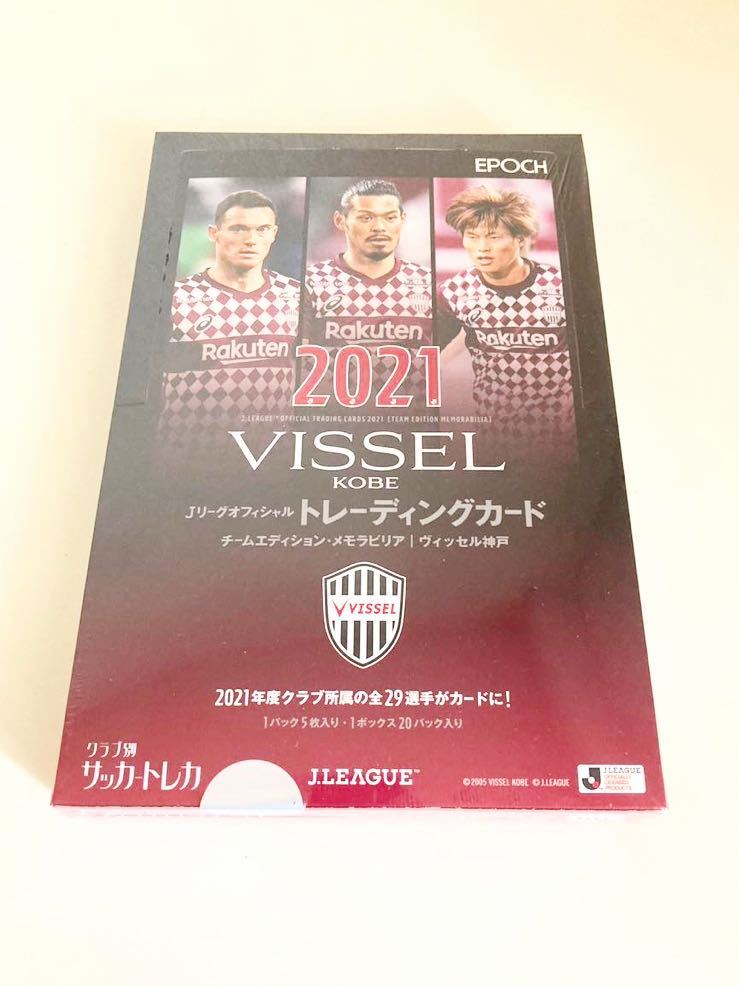 EPOCH
Rakuten
Rakuten
Rakuten
2021
J.LEAGUE™ OFFICIAL TRADING CARDS 2021 [TEAM EDITION MEMORABILIA]
VISSEL
KOBE
Jリーグオフィシャル トレーディングカード
チームエディション・メモラビリア｜ヴィッセル神戸
VISSEL
2021年度クラブ所属の全29選手がカードに!
1パック5枚入り・1ボックス20パック入り
クラブ別
サッカートレカ
J.LEAGUE™
©2005 VISSEL KOBE ©J.LEAGUE
J.LEAGUE
OFFICIALLY
LICENSED
PRODUCTS